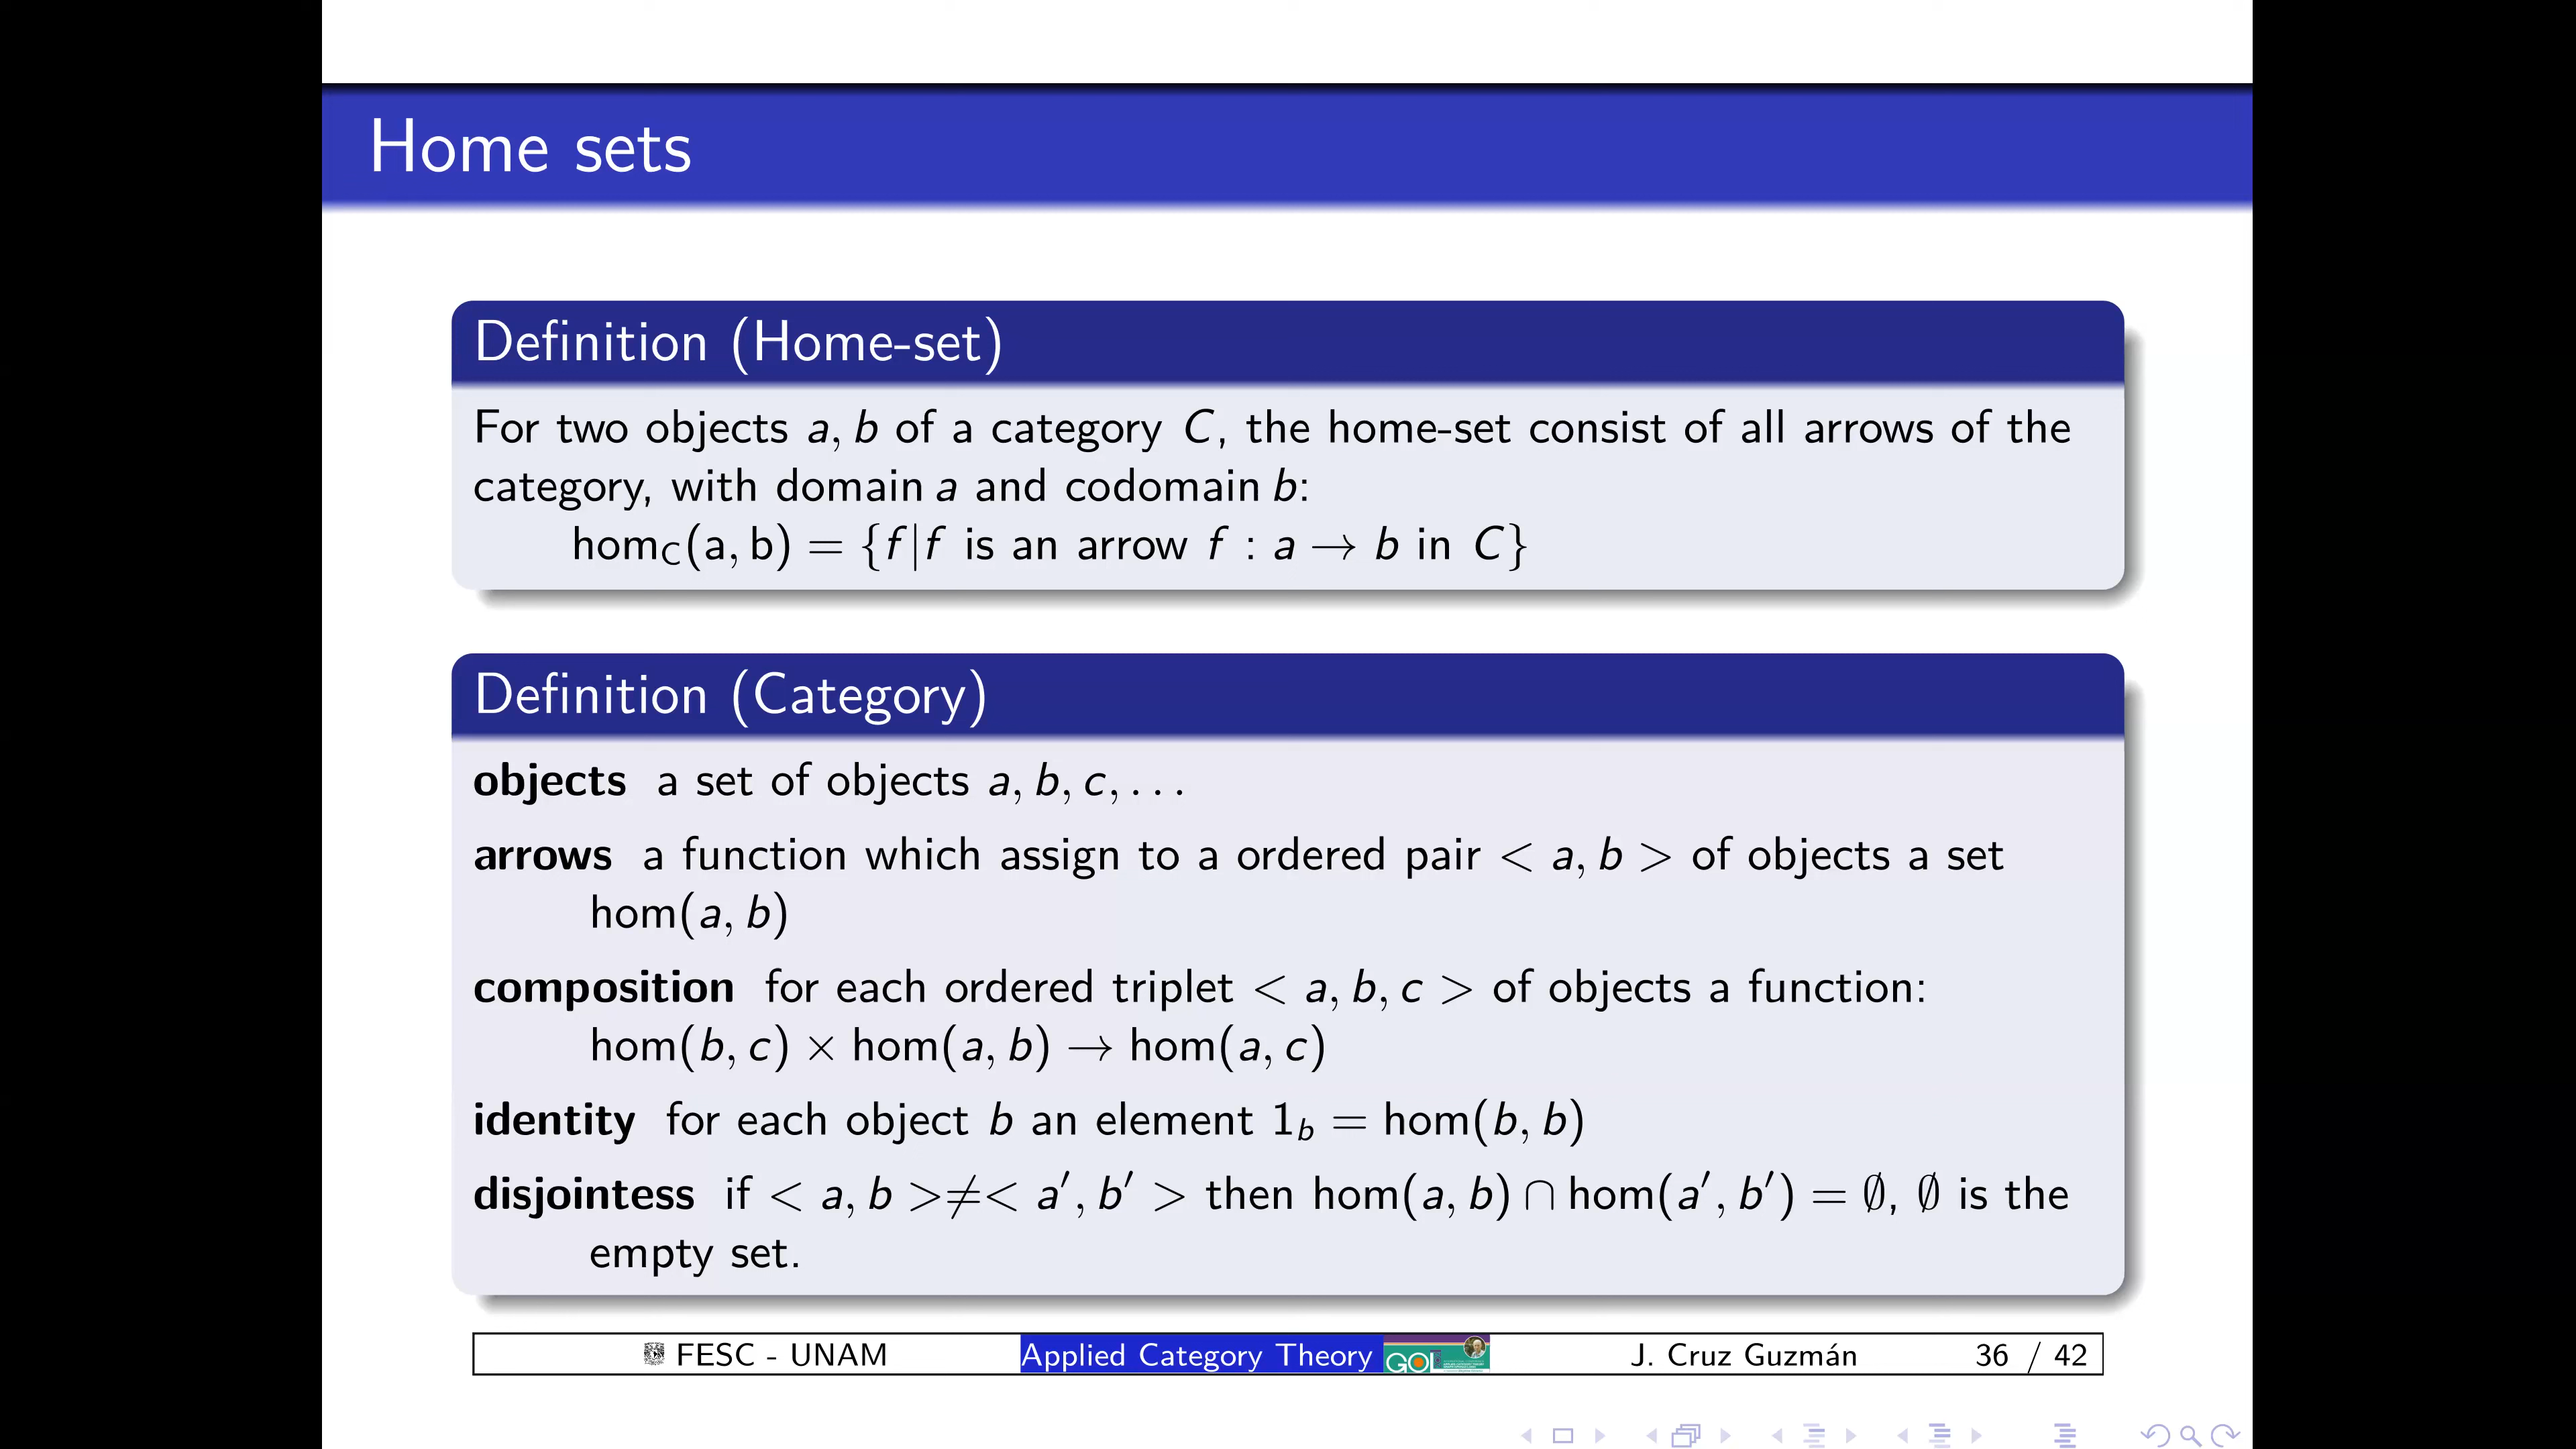 Home sets
Definition (Home-set)
For two objects a, b of a category C, the home-set consist of all arrows of the
category, with domain a and codomain b:
hom_C(a, b) = {f|f is an arrow f : a → b in C}
Definition (Category)
objects a set of objects a, b, c, . . .
arrows a function which assign to a ordered pair < a, b > of objects a set
hom(a, b)
composition for each ordered triplet < a, b, c > of objects a function:
hom(b, c) × hom(a, b) → hom(a, c)
identity for each object b an element 1_b = hom(b, b)
disjointess if < a, b >≠< a′, b′ > then hom(a, b) ∩ hom(a′, b′) = ∅, ∅ is the
empty set.
FESC - UNAM Applied Category Theory J. Cruz Guzmán 36 / 42